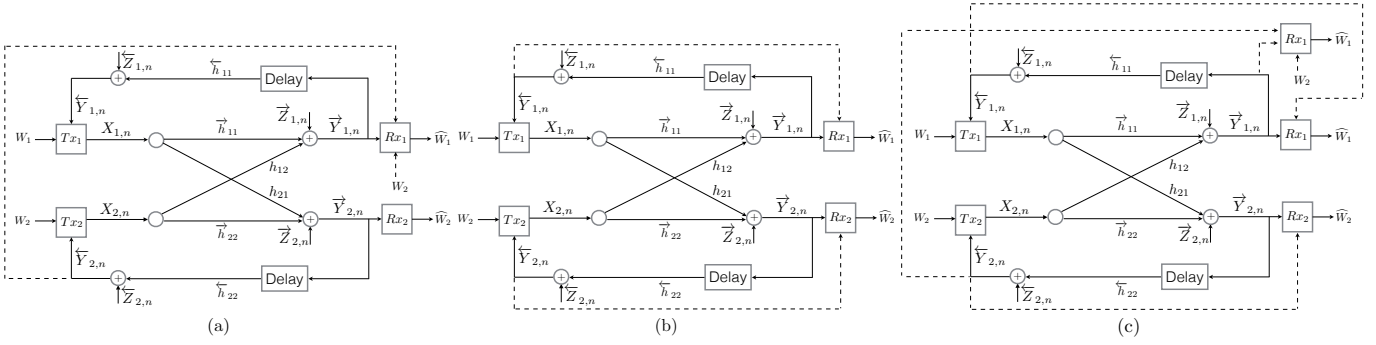 Z⃖1,n
h⃖11
Delay
Y⃖1,n
Z⃗1,n
W1
Tx1
X1,n
h⃗11
Y⃗1,n
Rx1
Ŵ1
h12
W2
h21
W2
Tx2
X2,n
h⃗22
Y⃗2,n
Rx2
Ŵ2
Z⃗2,n
Y⃖2,n
Delay
h⃖22
Z⃖2,n
(a)
Z⃖1,n
h⃖11
Delay
Y⃖1,n
Z⃗1,n
W1
Tx1
X1,n
h⃗11
Y⃗1,n
Rx1
Ŵ1
h12
h21
W2
Tx2
X2,n
h⃗22
Y⃗2,n
Rx2
Ŵ2
Z⃗2,n
Y⃖2,n
Delay
h⃖22
Z⃖2,n
(b)
Rx1
Ŵ1
W2
Z⃖1,n
h⃖11
Delay
Y⃖1,n
Z⃗1,n
W1
Tx1
X1,n
h⃗11
Y⃗1,n
Rx1
Ŵ1
h12
h21
W2
Tx2
X2,n
h⃗22
Y⃗2,n
Rx2
Ŵ2
Z⃗2,n
Y⃖2,n
Delay
h⃖22
Z⃖2,n
(c)